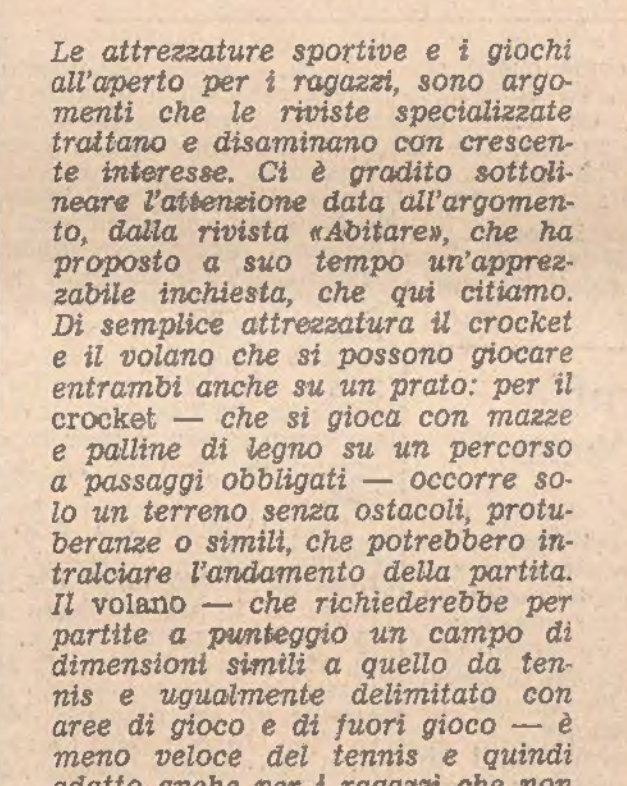 Le attrezzature sportive e i giochi
all'aperto per i ragazzi, sono argo-
menti che le riviste specializzate
trattano e disaminano con crescen-
te interesse. Ci è gradito sottoli-
neare l'attenzione data all'argomen-
to, dalla rivista «Abitare», che ha
proposto a suo tempo un'apprez-
zabile inchiesta, che qui citiamo.
Di semplice attrezzatura il crocket
e il volano che si possono giocare
entrambi anche su un prato: per il
crocket — che si gioca con mazze
e palline di legno su un percorso
a passaggi obbligati — occorre so-
lo un terreno senza ostacoli, protu-
beranze o simili, che potrebbero in-
tralciare l'andamento della partita.
Il volano — che richiederebbe per
partite a punteggio un campo di
dimensioni simili a quello da ten-
nis e ugualmente delimitato con
aree di gioco e di fuori gioco — è
meno veloce del tennis e quindi
adatto anche per i ragazzi che non